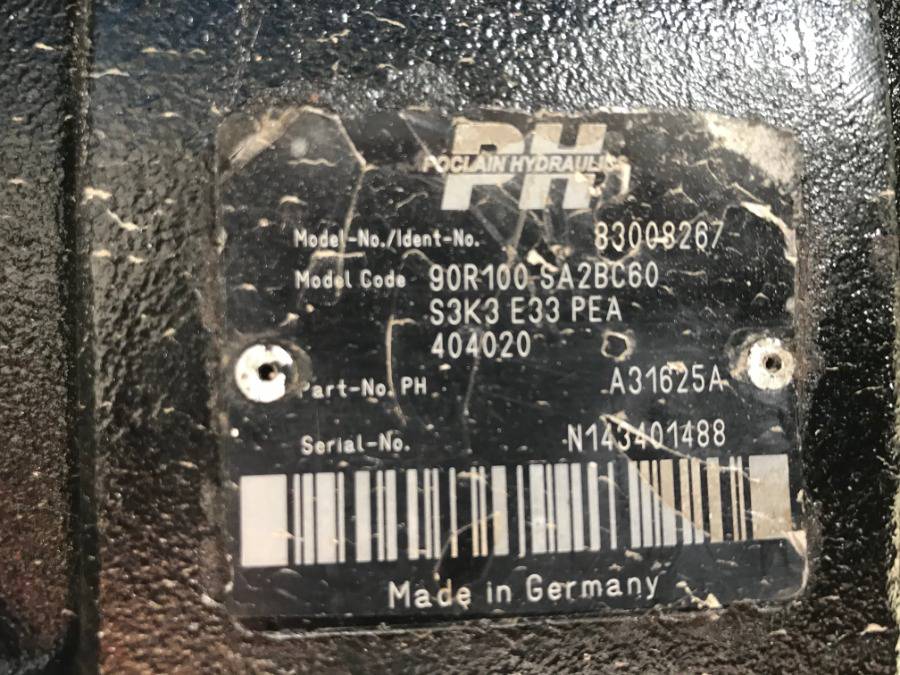 PH
POCLAIN HYDRAULICS
Model-No./Ident-No. 83008267
Model Code 90R100 SA2BC60
S3K3 E33 PEA
404020
Part-No. PH A31625A
Serial-No. N143401488
Made in Germany